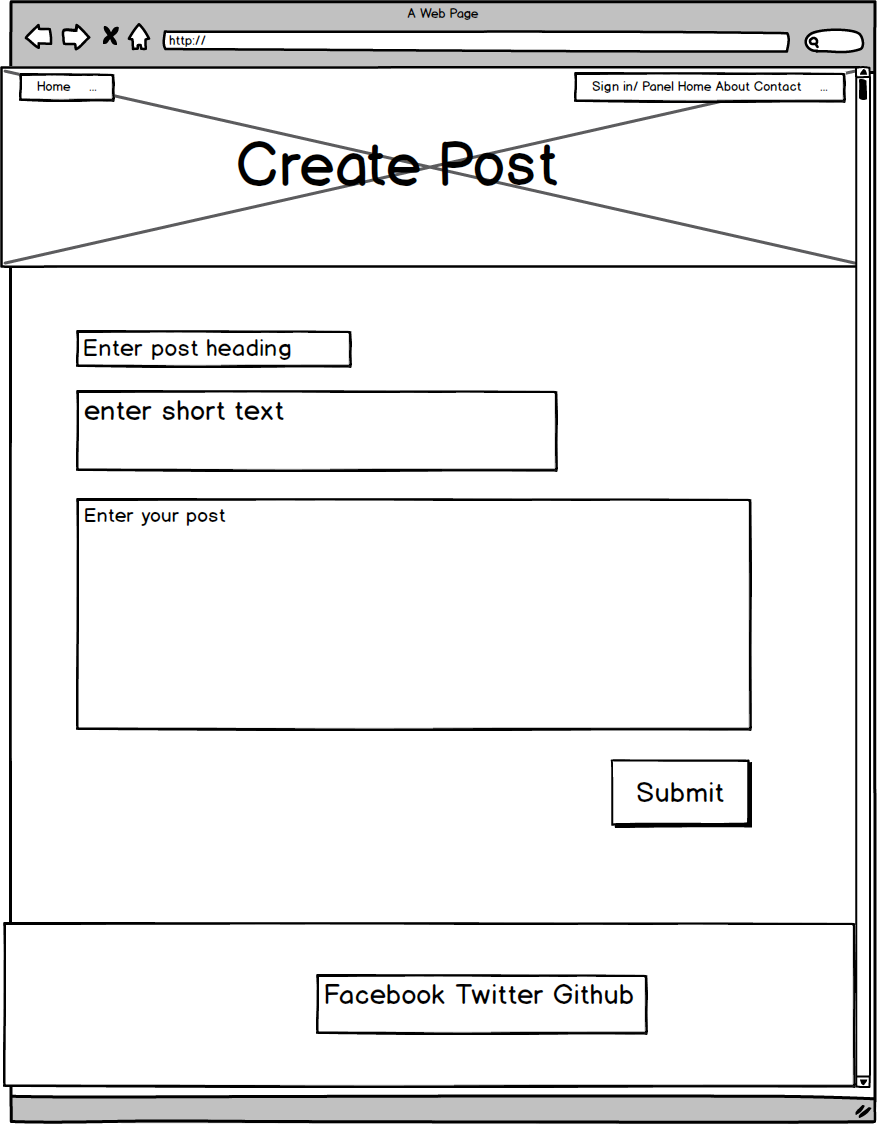 A Web Page
http://
Home ...
Sign in/ Panel Home About Contact ...
Create Post
Enter post heading
enter short text
Enter your post
Submit
Facebook Twitter Github